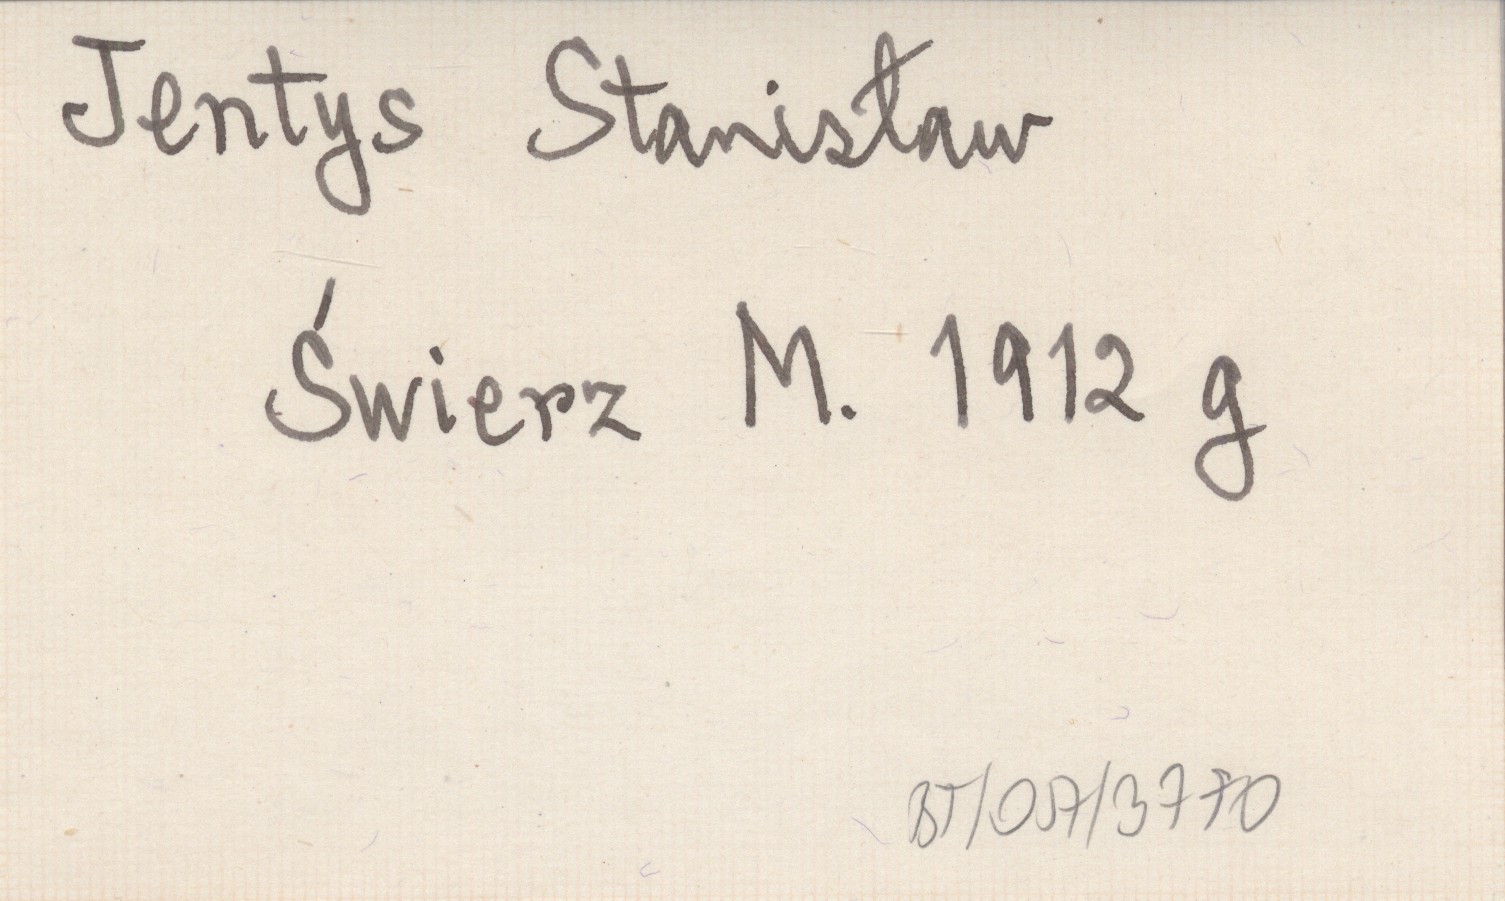 Jentys Stanisław
Świerz M. 1912 g
BT/057/3770